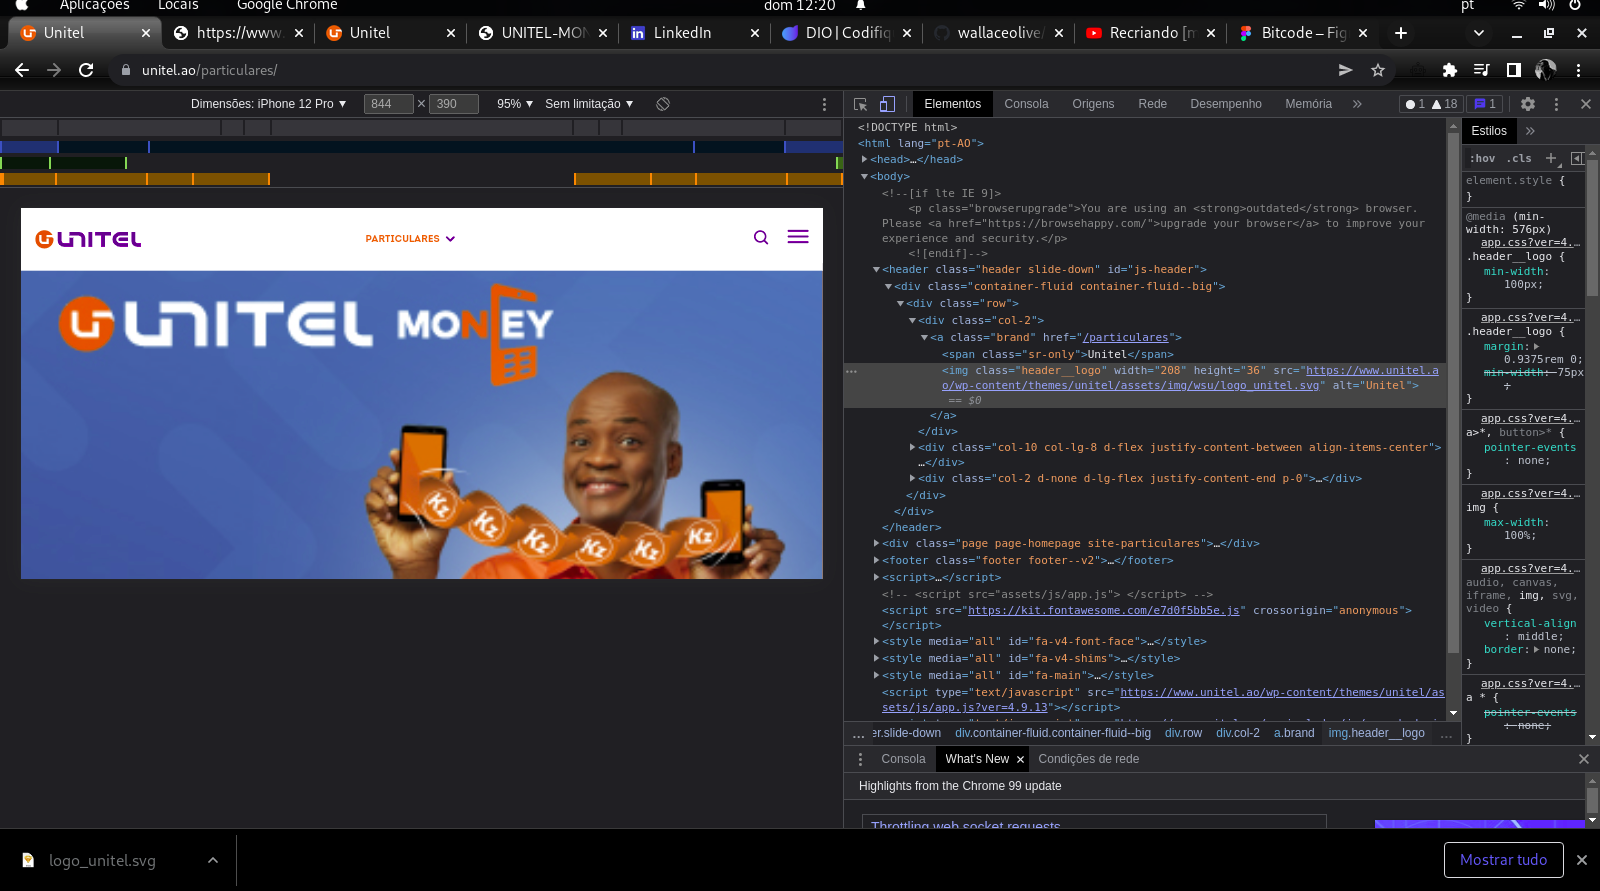 Aplicações Locais Google Chrome dom 12:20 pt
Unitel https://www. Unitel UNITEL-MON LinkedIn DIO | Codifiq wallaceolive/ Recriando [m Bitcode – Fig
unitel.ao/particulares/
Dimensões: iPhone 12 Pro 844 × 390 95% Sem limitação
UNITEL
PARTICULARES
UNITEL MONEY
Kz Kz Kz Kz Kz Kz
Elementos Consola Origens Rede Desempenho Memória » 1 18 1
<!DOCTYPE html>
<html lang="pt-AO">
<head>…</head>
<body>
<!--[if lte IE 9]>
<p class="browserupgrade">You are using an <strong>outdated</strong> browser.
Please <a href="https://browsehappy.com/">upgrade your browser</a> to improve your
experience and security.</p>
<![endif]-->
<header class="header slide-down" id="js-header">
<div class="container-fluid container-fluid--big">
<div class="row">
<div class="col-2">
<a class="brand" href="/particulares">
<span class="sr-only">Unitel</span>
<img class="header__logo" width="208" height="36" src="https://www.unitel.a
o/wp-content/themes/unitel/assets/img/wsu/logo_unitel.svg" alt="Unitel">
== $0
</a>
</div>
<div class="col-10 col-lg-8 d-flex justify-content-between align-items-center">
…</div>
<div class="col-2 d-none d-lg-flex justify-content-end p-0">…</div>
</div>
</div>
</header>
<div class="page page-homepage site-particulares">…</div>
<footer class="footer footer--v2">…</footer>
<script>…</script>
<!-- <script src="assets/js/app.js"> </script> -->
<script src="https://kit.fontawesome.com/e7d0f5bb5e.js" crossorigin="anonymous">
</script>
<style media="all" id="fa-v4-font-face">…</style>
<style media="all" id="fa-v4-shims">…</style>
<style media="all" id="fa-main">…</style>
<script type="text/javascript" src="https://www.unitel.ao/wp-content/themes/unitel/as
sets/js/app.js?ver=4.9.13"></script>
… er.slide-down div.container-fluid.container-fluid--big div.row div.col-2 a.brand img.header__logo …
Estilos »
:hov .cls +
element.style {
}
@media (min-
width: 576px)
app.css?ver=4.…
.header__logo {
min-width:
100px;
}
app.css?ver=4.…
.header__logo {
margin:
0.9375rem 0;
min-width: 75px
;
}
app.css?ver=4.…
a>*, button>* {
pointer-events
: none;
}
app.css?ver=4.…
img {
max-width:
100%;
}
app.css?ver=4.…
audio, canvas,
iframe, img, svg,
video {
vertical-align
: middle;
border: none;
}
app.css?ver=4.…
a * {
pointer-events
: none;
}
Consola What's New Condições de rede
Highlights from the Chrome 99 update
Throttling web socket requests
logo_unitel.svg Mostrar tudo